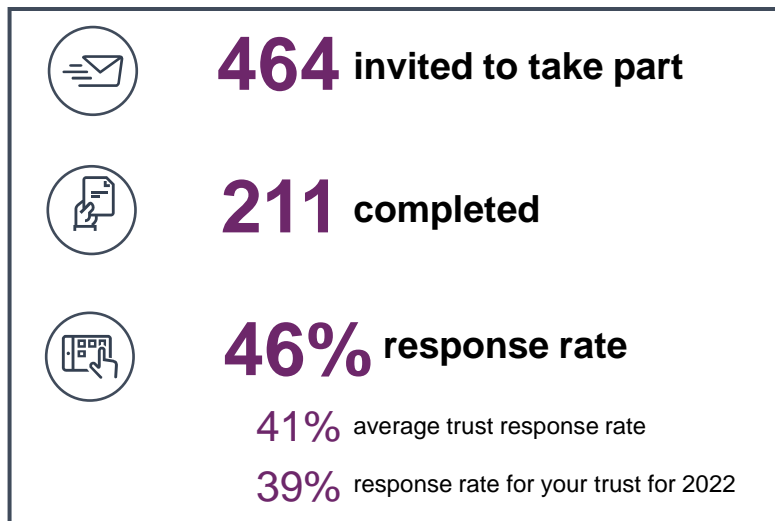 464 invited to take part
211 completed
46% response rate
41% average trust response rate
39% response rate for your trust for 2022